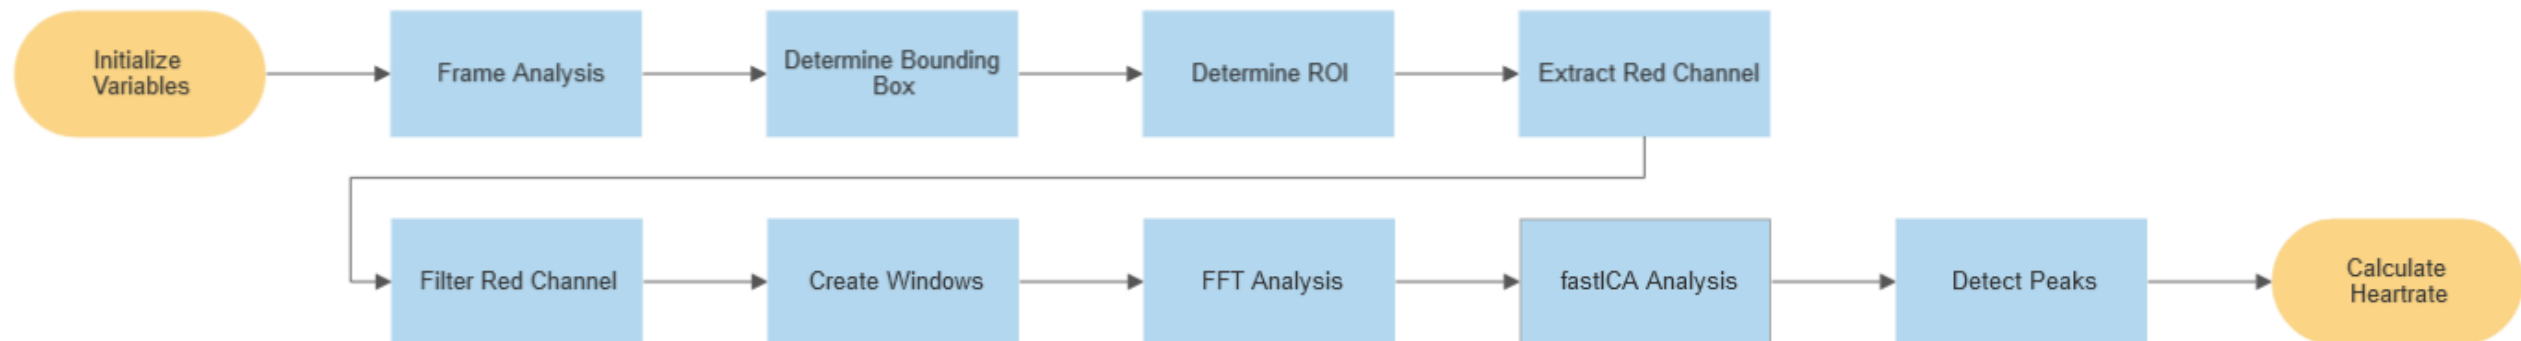 Initialize
Variables
Frame Analysis
Determine Bounding
Box
Determine ROI
Extract Red Channel
Filter Red Channel
Create Windows
FFT Analysis
fastICA Analysis
Detect Peaks
Calculate
Heartrate